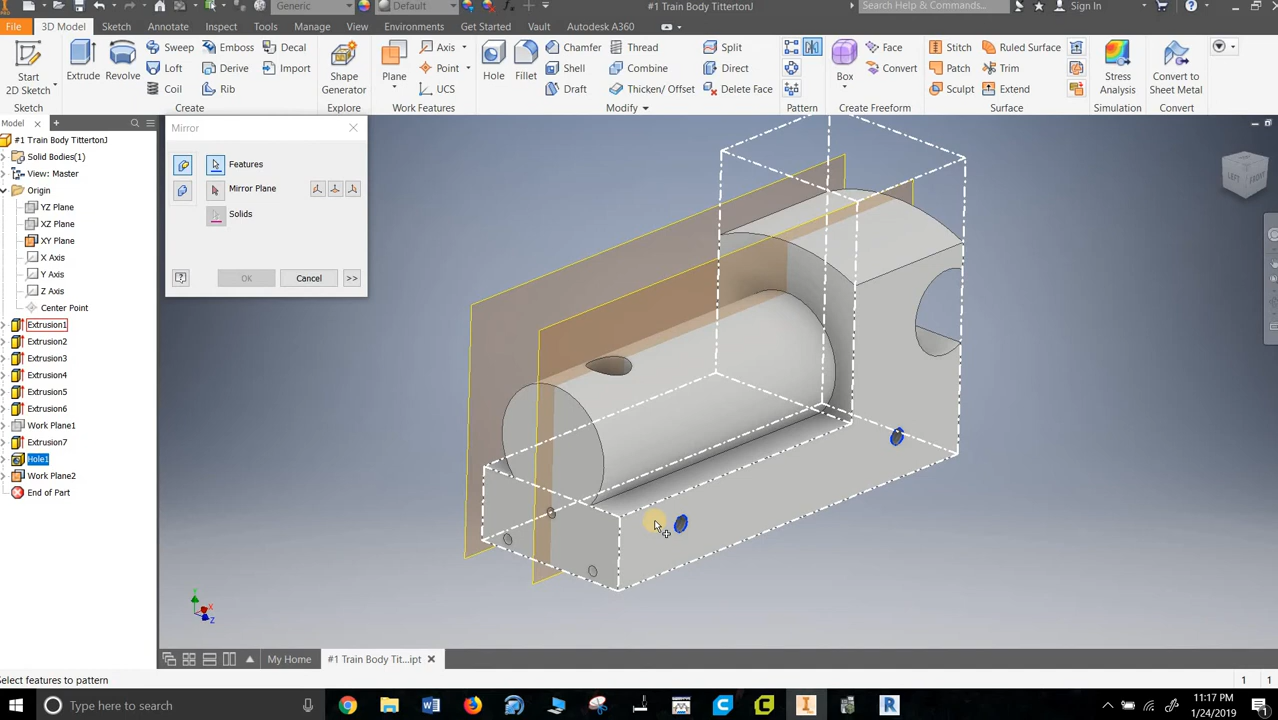 Generic
Default
#1 Train Body TittertonJ
Search Help & Commands...
Sign In
File
3D Model
Sketch
Annotate
Inspect
Tools
Manage
View
Environments
Get Started
Vault
Autodesk A360
Start
2D Sketch
Extrude
Revolve
Sweep
Loft
Coil
Emboss
Derive
Rib
Decal
Import
Shape
Generator
Plane
Axis
Point
UCS
Hole
Fillet
Chamfer
Shell
Draft
Thread
Combine
Thicken/ Offset
Split
Direct
Delete Face
Box
Face
Convert
Stitch
Patch
Sculpt
Ruled Surface
Trim
Extend
Stress
Analysis
Convert to
Sheet Metal
Sketch
Create
Explore
Work Features
Modify
Pattern
Create Freeform
Surface
Simulation
Convert
Model
#1 Train Body TittertonJ
Solid Bodies(1)
View: Master
Origin
YZ Plane
XZ Plane
XY Plane
X Axis
Y Axis
Z Axis
Center Point
Extrusion1
Extrusion2
Extrusion3
Extrusion4
Extrusion5
Extrusion6
Work Plane1
Extrusion7
Hole1
Work Plane2
End of Part
Mirror
Features
Mirror Plane
Solids
OK
Cancel
>>
LEFT
FRONT
Y
X
Z
My Home
#1 Train Body Tit...ipt
Select features to pattern
1
1
Type here to search
11:17 PM
1/24/2019